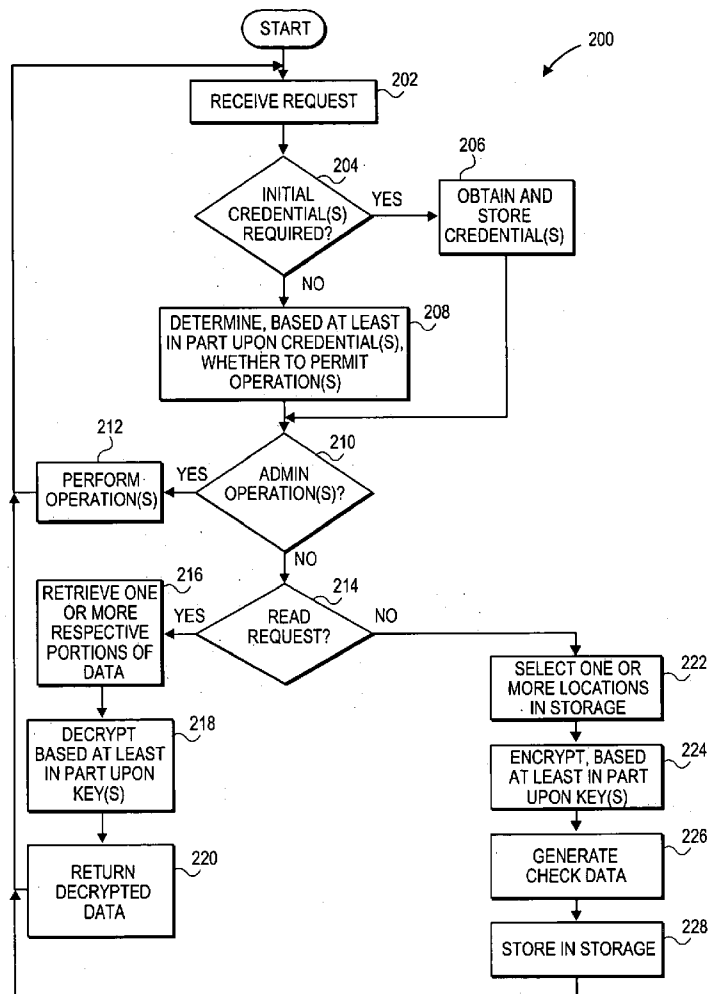 START
200
202
RECEIVE REQUEST
204
INITIAL
CREDENTIAL(S)
REQUIRED?
YES
206
OBTAIN AND
STORE
CREDENTIAL(S)
NO
208
DETERMINE, BASED AT LEAST
IN PART UPON CREDENTIAL(S),
WHETHER TO PERMIT
OPERATION(S)
212
PERFORM
OPERATION(S)
YES
210
ADMIN
OPERATION(S)?
NO
216
RETRIEVE ONE
OR MORE
RESPECTIVE
PORTIONS OF
DATA
YES
214
READ
REQUEST?
NO
218
DECRYPT
BASED AT LEAST
IN PART UPON
KEY(S)
220
RETURN
DECRYPTED
DATA
222
SELECT ONE OR
MORE LOCATIONS
IN STORAGE
224
ENCRYPT, BASED
AT LEAST IN PART
UPON KEY(S)
226
GENERATE
CHECK DATA
228
STORE IN STORAGE